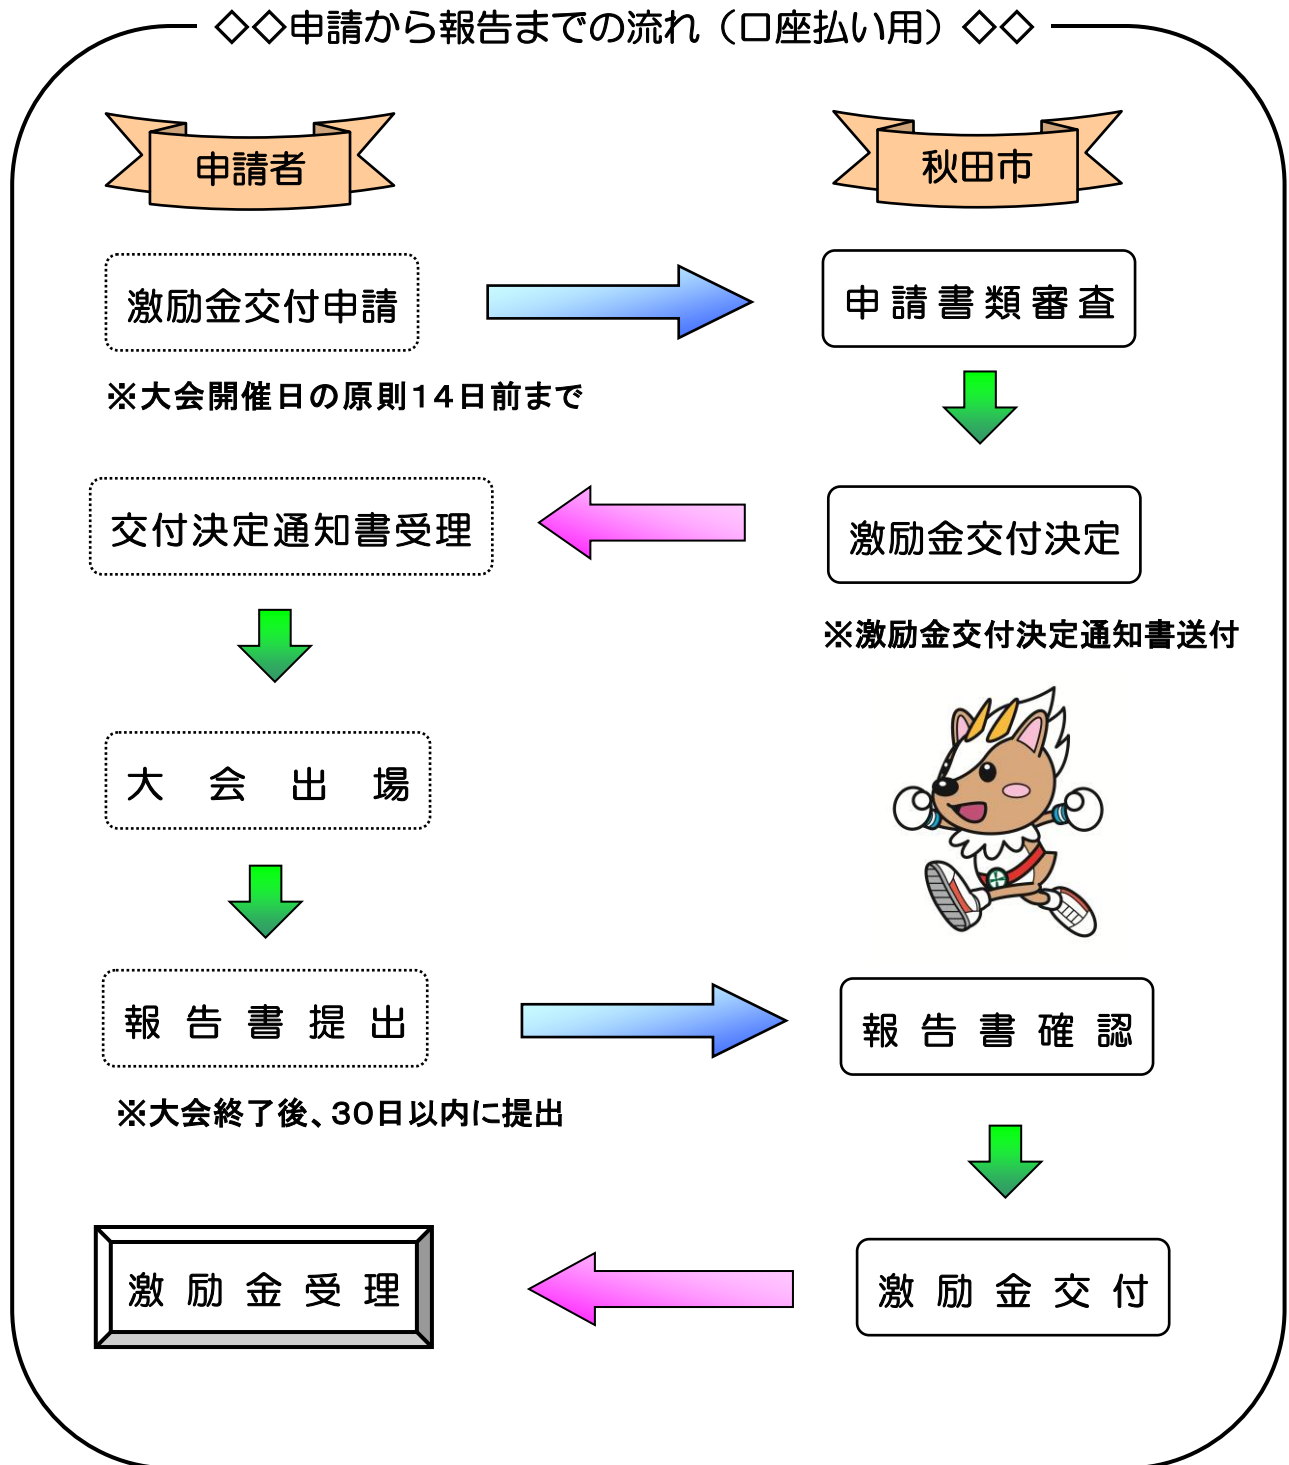 ◇◇申請から報告までの流れ（口座払い用）◇◇
申請者
秋田市
激励金交付申請
申請書類審査
※大会開催日の原則14日前まで
交付決定通知書受理
激励金交付決定
※激励金交付決定通知書送付
大会出場
報告書提出
報告書確認
※大会終了後、30日以内に提出
激励金受理
激励金交付